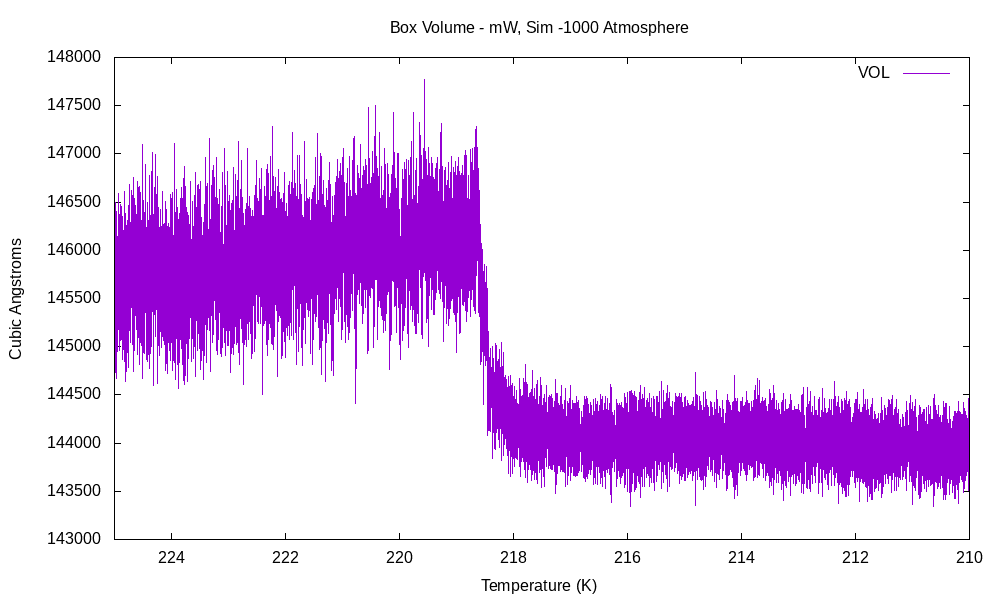 Box Volume - mW, Sim -1000 Atmosphere
VOL
148000
147500
147000
146500
146000
145500
145000
144500
144000
143500
143000
Cubic Angstroms
224 222 220 218 216 214 212 210
Temperature (K)